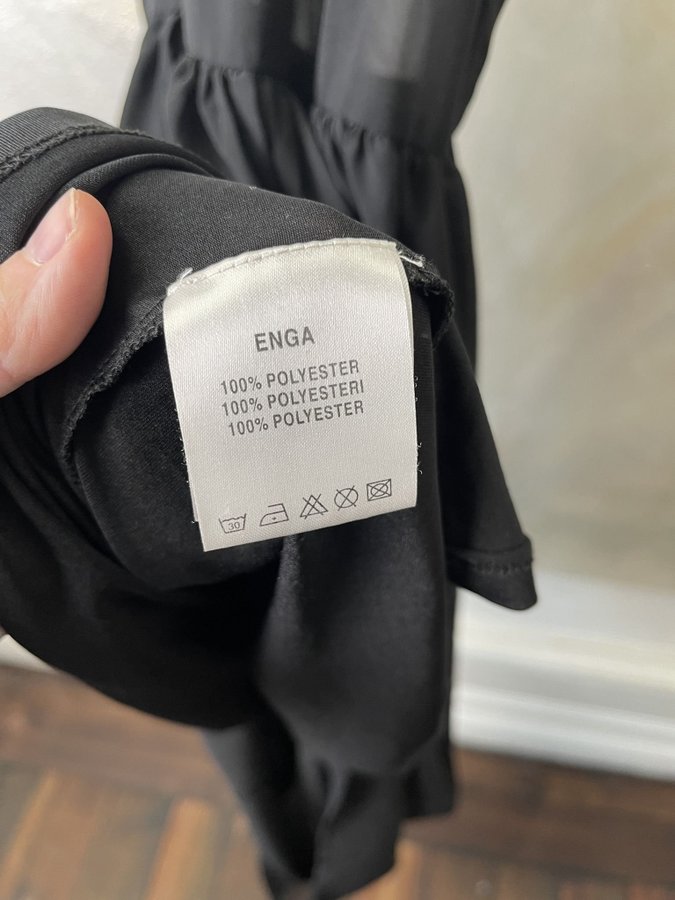 ENGA
100% POLYESTER
100% POLYESTERI
100% POLYESTER
30